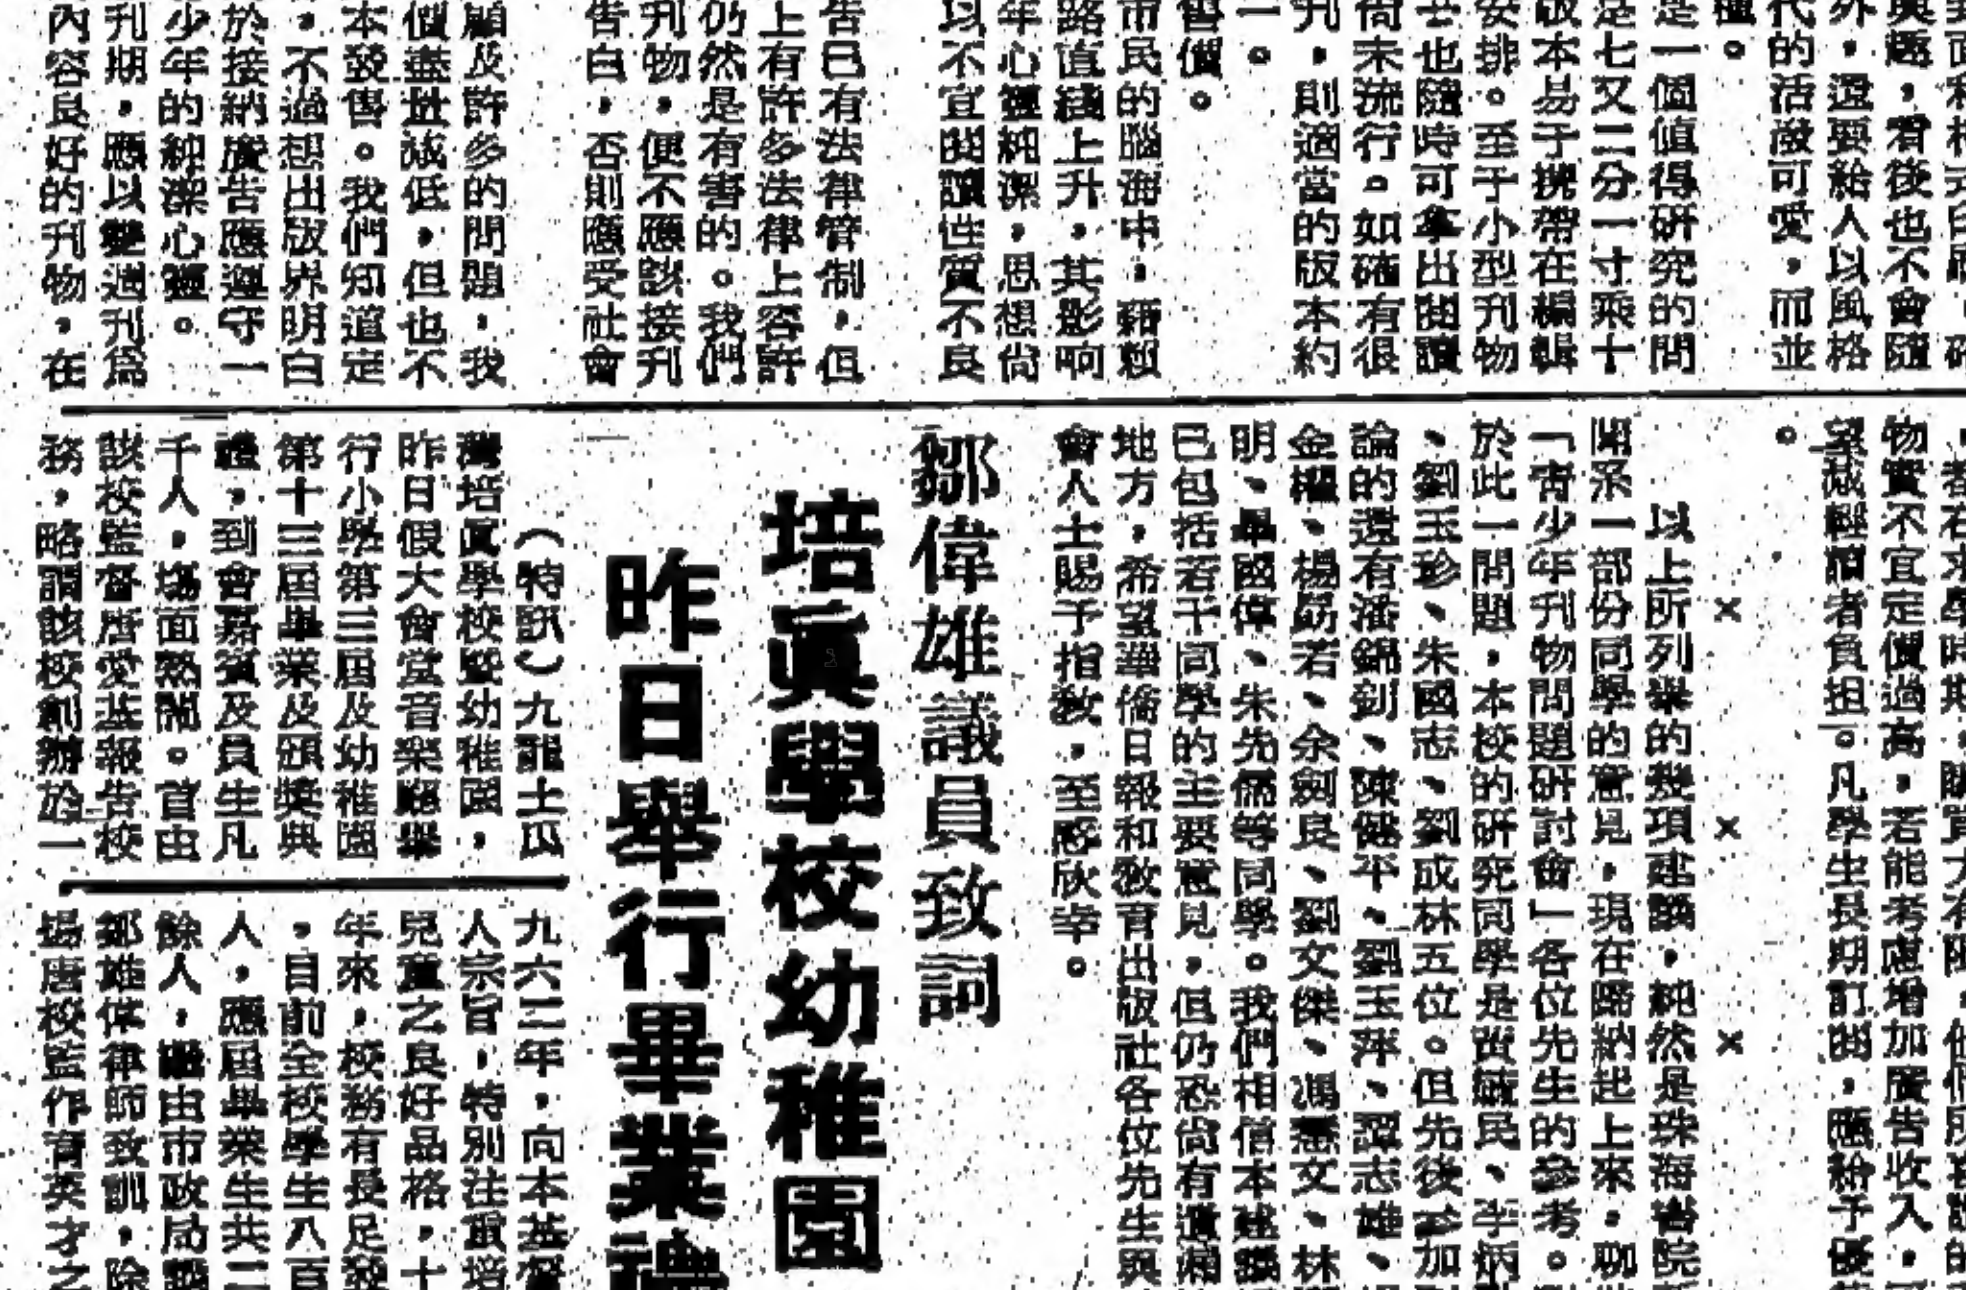 趣，看後也不會隨
外，還要給人以風格
代的活潑可愛，而並
種。
是一個值得研究的問
是七又二分一寸乘十
版本易于携帶在編輯
安排。至于小型刊物
也隨時可拿出閱讀
尚未流行。如確有很
刊，則適當的版本約
一。
售價。
市民的腦海中，藉賴
路直綫上升，其影响
年心靈純潔，思想尚
以不宜閱讀性質不良
告已有法律管制，但
上有許多法律上容許
仍然是有害的。我們
刊物，便不應該接刊
告白，否則應受社會
顧及許多的問題，我
價盡量減低，但也不
本發售。我們知道定
，不過想出版界明白
於接納廣告應遵守一
少年的純潔心靈。
刊期，應以雙週刊爲
內容良好的刊物，在
物實不宜定價過高，若能考慮增加廣告收入，
望減輕讀者負担。凡學生長期訂閱，應給予優
。
× × ×
以上所列舉的幾項建議，純然是珠海書院
聞系一部份同學的意見，現在歸納起上來，
「青少年刊物問題研討會」各位先生的參考。
於此一問題，本校的研究同學是黃毓民、
、劉玉珍、朱國志、劉成林五位。但先後參加
論的還有潘錦釗、陳健平、劉玉萍、譚志雄、
金權、楊勗若、余劍良、劉文傑、馮憑文、林
明、畢國偉、朱先儒等同學。我們相信本建議
已包括若干同學的主要意見，但仍恐尚有遺漏
地方，希望華僑日報和敎育出版社各位先生與
會人士賜予指敎，至感欣幸。
鄒偉雄議員致詞
培眞學校幼稚園
昨日舉行畢業禮
（特訊）九龍土瓜
灣培眞學校暨幼稚園，
昨日假大會堂音樂廳舉
行小學第三屆及幼稚園
第十三屆畢業及頒獎典
禮，到會嘉賓及員生凡
千人，塲面熱鬧。首由
該校監督唐愛蓮報告校
務，略謂該校創辦於一
九六二年，向本基督
人宗旨，特別注重培
兒童之良好品格，十
年來，校務有長足發
，目前全校學生八百
人，應屆畢業生共二
餘人，繼由市政局議
鄒雄偉律師致訓，除
揚唐校監作育英才之